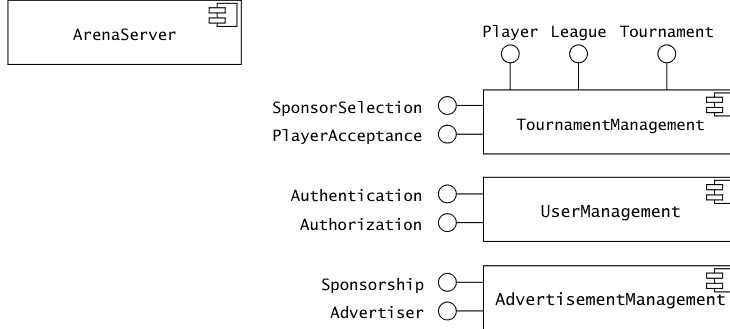 ArenaServer
Player League Tournament
SponsorSelection
PlayerAcceptance
TournamentManagement
Authentication
Authorization
UserManagement
Sponsorship
Advertiser
AdvertisementManagement